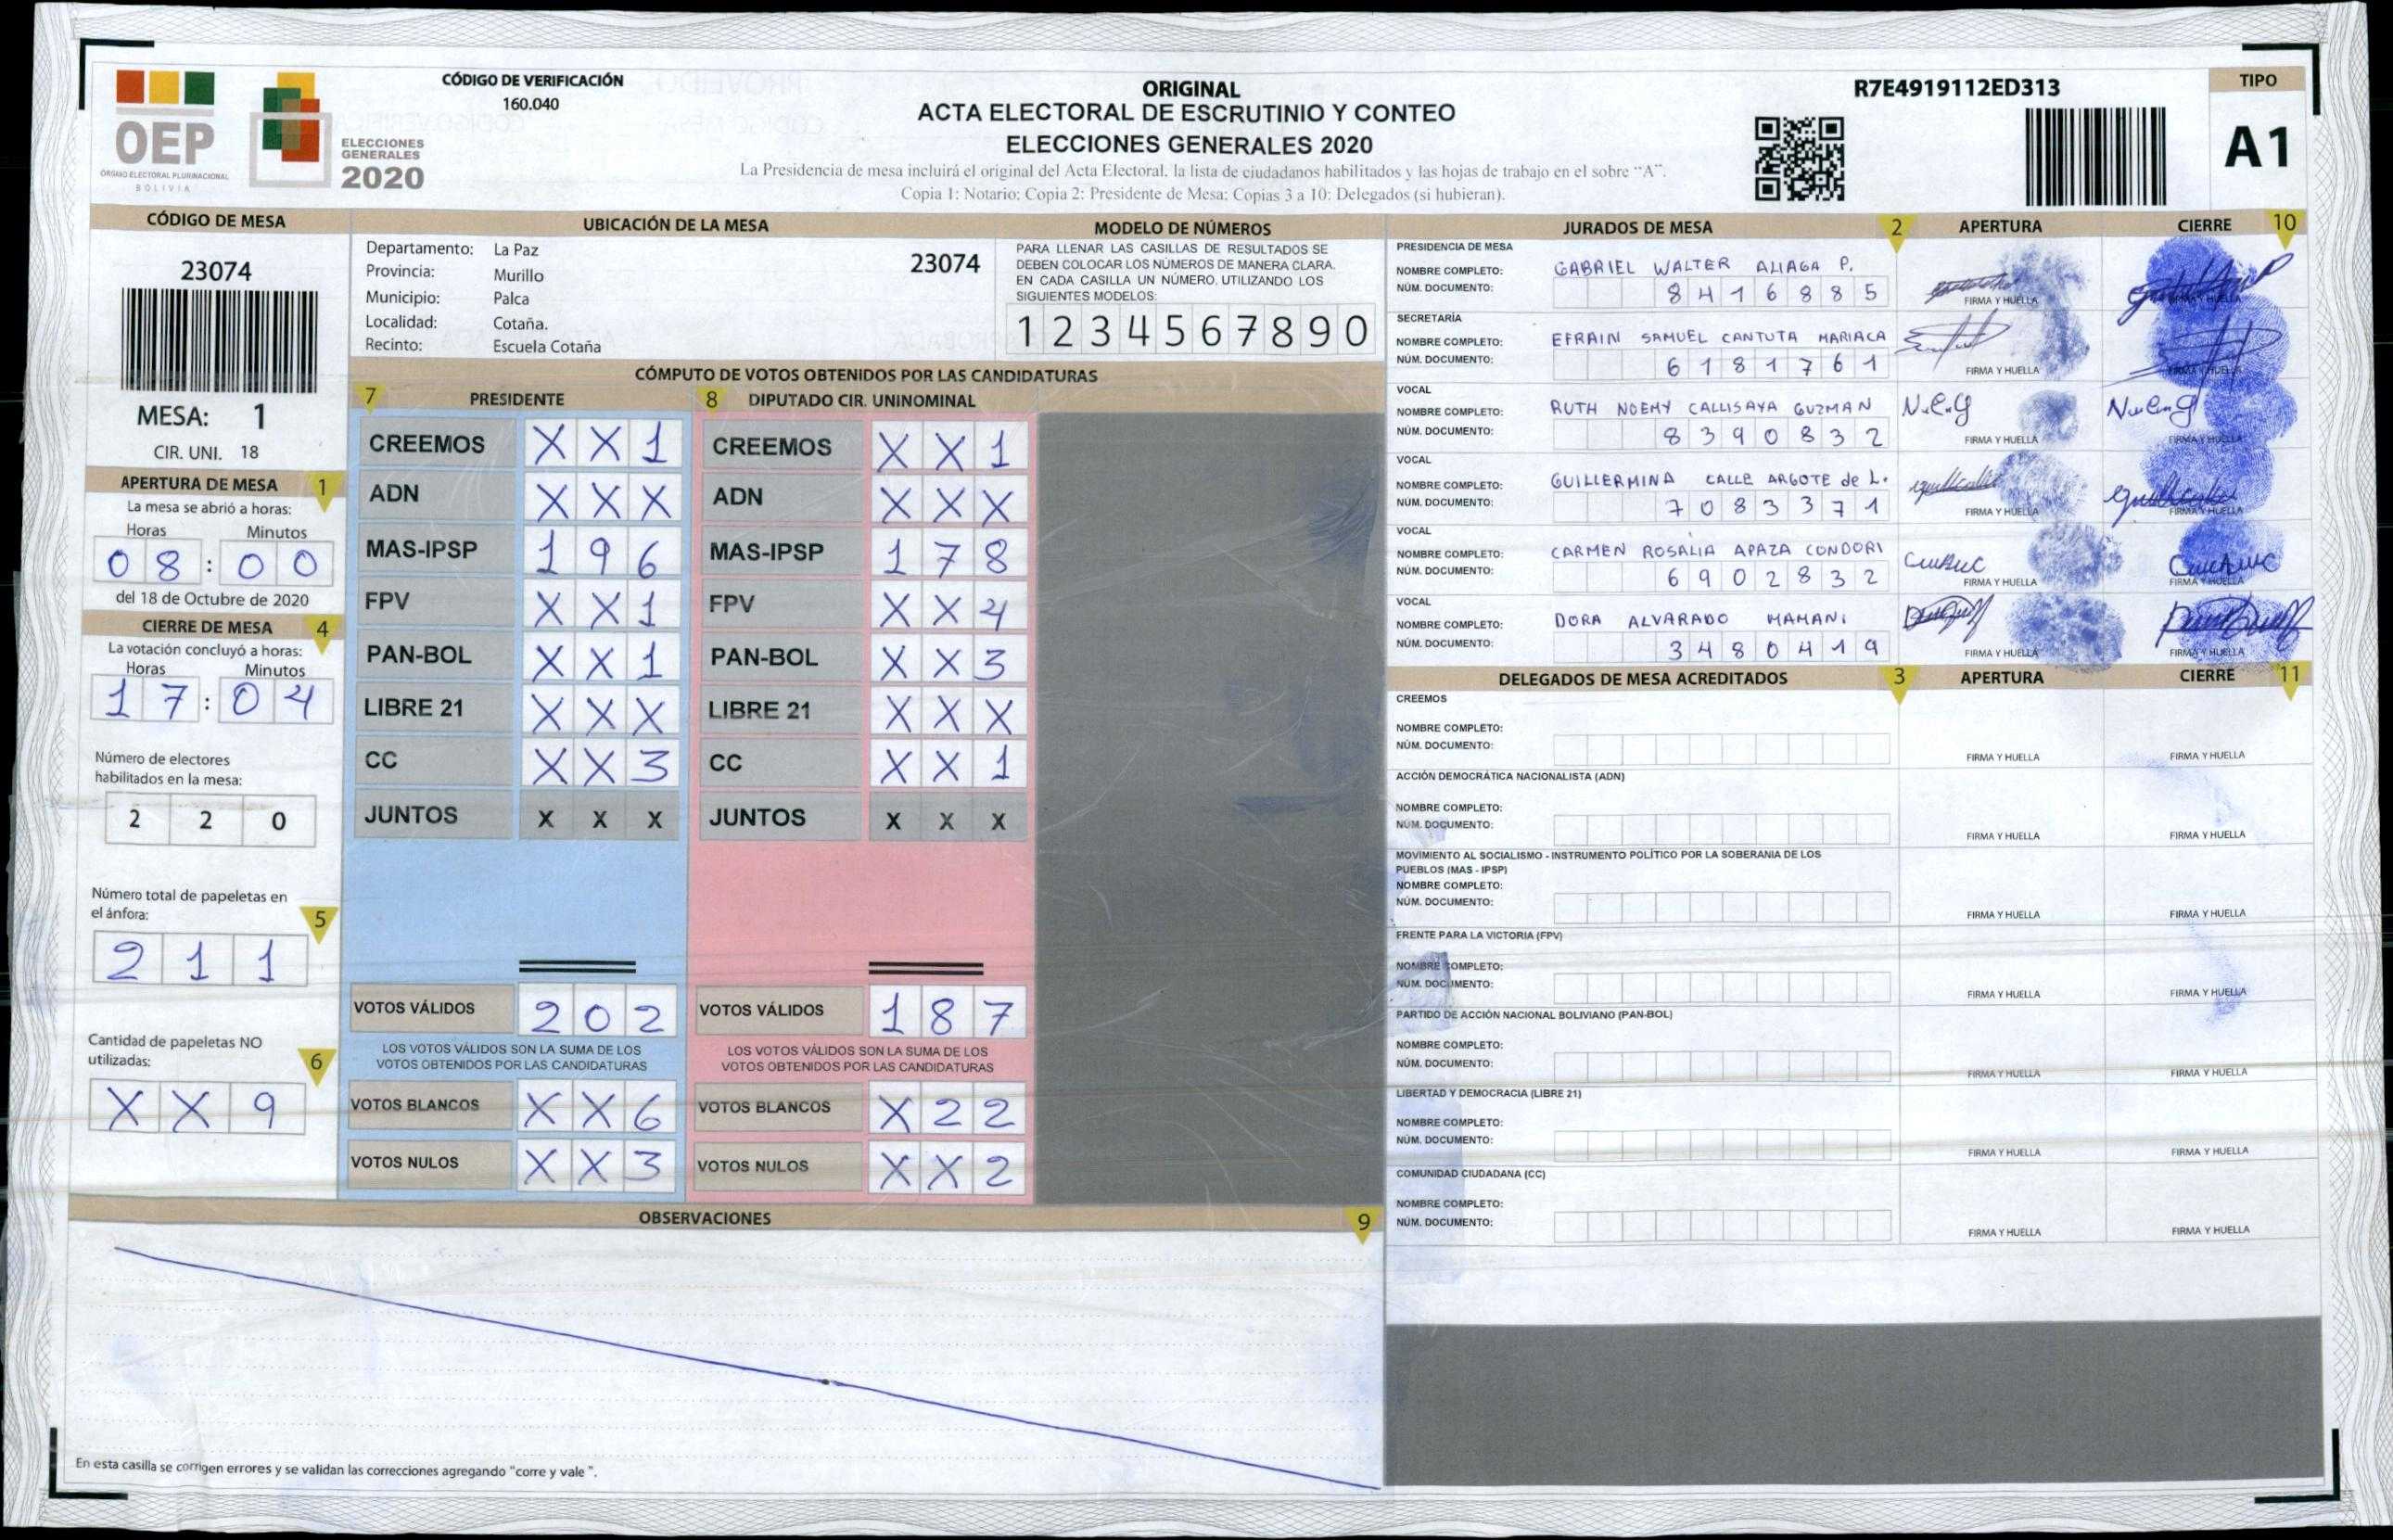 OEP
ÓRGANO ELECTORAL PLURINACIONAL
BOLIVIA
ELECCIONES
GENERALES
2020
CÓDIGO DE VERIFICACIÓN
160.040
ORIGINAL
ACTA ELECTORAL DE ESCRUTINIO Y CONTEO
ELECCIONES GENERALES 2020
La Presidencia de mesa incluirá el original del Acta Electoral, la lista de ciudadanos habilitados y las hojas de trabajo en el sobre "A".
Copia 1: Notario; Copia 2: Presidente de Mesa; Copias 3 a 10: Delegados (si hubieran).
R7E4919112ED313
TIPO
A1
CÓDIGO DE MESA
23074
MESA: 1
CIR. UNI. 18
APERTURA DE MESA 1
La mesa se abrió a horas:
Horas Minutos
0 8 : 0 0
del 18 de Octubre de 2020
CIERRE DE MESA 4
La votación concluyó a horas:
Horas Minutos
1 7 : 0 4
Número de electores
habilitados en la mesa:
2 2 0
Número total de papeletas en
el ánfora: 5
2 1 1
Cantidad de papeletas NO
utilizadas: 6
X X 9
UBICACIÓN DE LA MESA
Departamento: La Paz
Provincia: Murillo
Municipio: Palca
Localidad: Cotaña.
Recinto: Escuela Cotaña
23074
MODELO DE NÚMEROS
PARA LLENAR LAS CASILLAS DE RESULTADOS SE
DEBEN COLOCAR LOS NÚMEROS DE MANERA CLARA.
EN CADA CASILLA UN NÚMERO. UTILIZANDO LOS
SIGUIENTES MODELOS:
1 2 3 4 5 6 7 8 9 0
CÓMPUTO DE VOTOS OBTENIDOS POR LAS CANDIDATURAS
7 PRESIDENTE
CREEMOS X X 1
ADN X X X
MAS-IPSP 1 9 6
FPV X X 1
PAN-BOL X X 1
LIBRE 21 X X X
CC X X 3
JUNTOS X X X
VOTOS VÁLIDOS 2 0 2
LOS VOTOS VÁLIDOS SON LA SUMA DE LOS
VOTOS OBTENIDOS POR LAS CANDIDATURAS
VOTOS BLANCOS X X 6
VOTOS NULOS X X 3
8 DIPUTADO CIR. UNINOMINAL
CREEMOS X X 1
ADN X X X
MAS-IPSP 1 7 8
FPV X X 4
PAN-BOL X X 3
LIBRE 21 X X X
CC X X 1
JUNTOS X X X
VOTOS VÁLIDOS 1 8 7
LOS VOTOS VÁLIDOS SON LA SUMA DE LOS
VOTOS OBTENIDOS POR LAS CANDIDATURAS
VOTOS BLANCOS X 2 2
VOTOS NULOS X X 2
OBSERVACIONES 9
En esta casilla se corrigen errores y se validan las correcciones agregando "corre y vale ".
JURADOS DE MESA 2 APERTURA CIERRE 10
PRESIDENCIA DE MESA
NOMBRE COMPLETO: GABRIEL WALTER ALIAGA P.
NÚM. DOCUMENTO: 8 4 1 6 8 8 5
FIRMA Y HUELLA FIRMA Y HUELLA
SECRETARÍA
NOMBRE COMPLETO: EFRAIN SAMUEL CANTUTA MARIACA
NÚM. DOCUMENTO: 6 1 8 1 7 6 1
FIRMA Y HUELLA FIRMA Y HUELLA
VOCAL
NOMBRE COMPLETO: RUTH NOEMY CALLISAYA GUZMAN
NÚM. DOCUMENTO: 8 3 9 0 8 3 2
FIRMA Y HUELLA FIRMA Y HUELLA
VOCAL
NOMBRE COMPLETO: GUILLERMINA CALLE ARGOTE de L.
NÚM. DOCUMENTO: 7 0 8 3 3 7 1
FIRMA Y HUELLA FIRMA Y HUELLA
VOCAL
NOMBRE COMPLETO: CARMEN ROSALIA APAZA CONDORI
NÚM. DOCUMENTO: 6 9 0 2 8 3 2
FIRMA Y HUELLA FIRMA Y HUELLA
VOCAL
NOMBRE COMPLETO: DORA ALVARADO MAMANI
NÚM. DOCUMENTO: 3 4 8 0 4 1 9
FIRMA Y HUELLA FIRMA Y HUELLA
DELEGADOS DE MESA ACREDITADOS 3 APERTURA CIERRE 11
CREEMOS
NOMBRE COMPLETO:
NÚM. DOCUMENTO:
FIRMA Y HUELLA FIRMA Y HUELLA
ACCIÓN DEMOCRÁTICA NACIONALISTA (ADN)
NOMBRE COMPLETO:
NÚM. DOCUMENTO:
FIRMA Y HUELLA FIRMA Y HUELLA
MOVIMIENTO AL SOCIALISMO - INSTRUMENTO POLÍTICO POR LA SOBERANIA DE LOS
PUEBLOS (MAS - IPSP)
NOMBRE COMPLETO:
NÚM. DOCUMENTO:
FIRMA Y HUELLA FIRMA Y HUELLA
FRENTE PARA LA VICTORIA (FPV)
NOMBRE COMPLETO:
NÚM. DOCUMENTO:
FIRMA Y HUELLA FIRMA Y HUELLA
PARTIDO DE ACCIÓN NACIONAL BOLIVIANO (PAN-BOL)
NOMBRE COMPLETO:
NÚM. DOCUMENTO:
FIRMA Y HUELLA FIRMA Y HUELLA
LIBERTAD Y DEMOCRACIA (LIBRE 21)
NOMBRE COMPLETO:
NÚM. DOCUMENTO:
FIRMA Y HUELLA FIRMA Y HUELLA
COMUNIDAD CIUDADANA (CC)
NOMBRE COMPLETO:
NÚM. DOCUMENTO:
FIRMA Y HUELLA FIRMA Y HUELLA